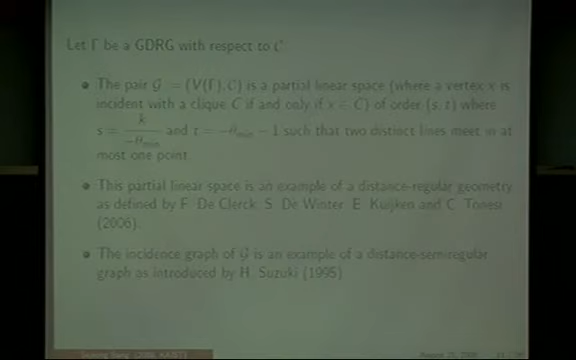 Let Γ be a GDRG with respect to C
● The pair G := (V(Γ), C) is a partial linear space (where a vertex x is
incident with a clique C if and only if x ∈ C) of order (s, t) where
s = k / −θmin and t = −θmin − 1 such that two distinct lines meet in at
most one point.
● This partial linear space is an example of a distance-regular geometry
as defined by F. De Clerck, S. De Winter, E. Kuijken and C. Tonesi
(2006).
● The incidence graph of G is an example of a distance-semiregular
graph as introduced by H. Suzuki (1995)